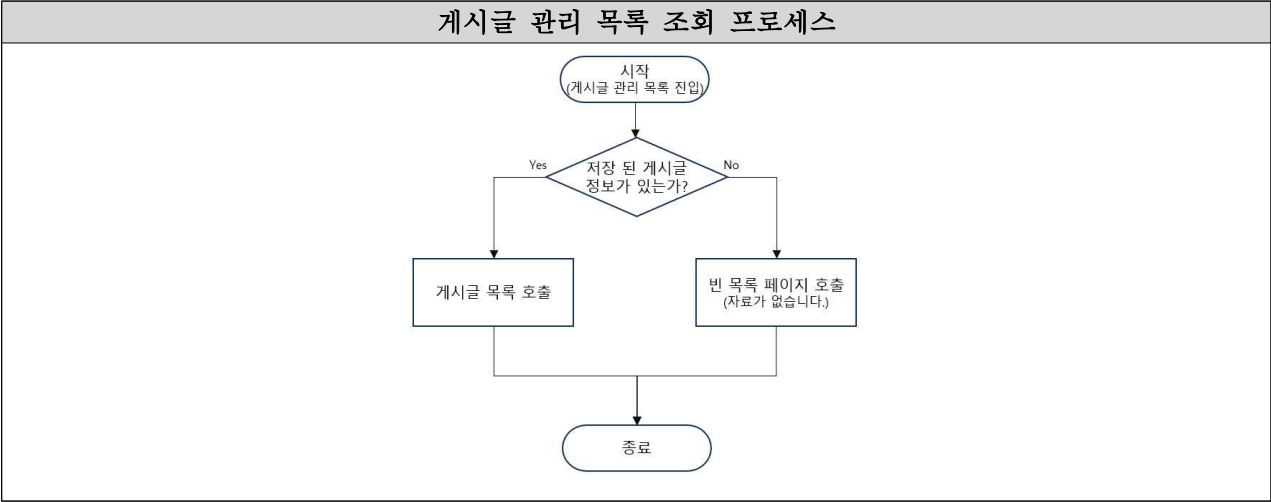 게시글 관리 목록 조회 프로세스
시작
(게시글 관리 목록 진입)
Yes
저장 된 게시글
정보가 있는가?
No
게시글 목록 호출
빈 목록 페이지 호출
(자료가 없습니다.)
종료